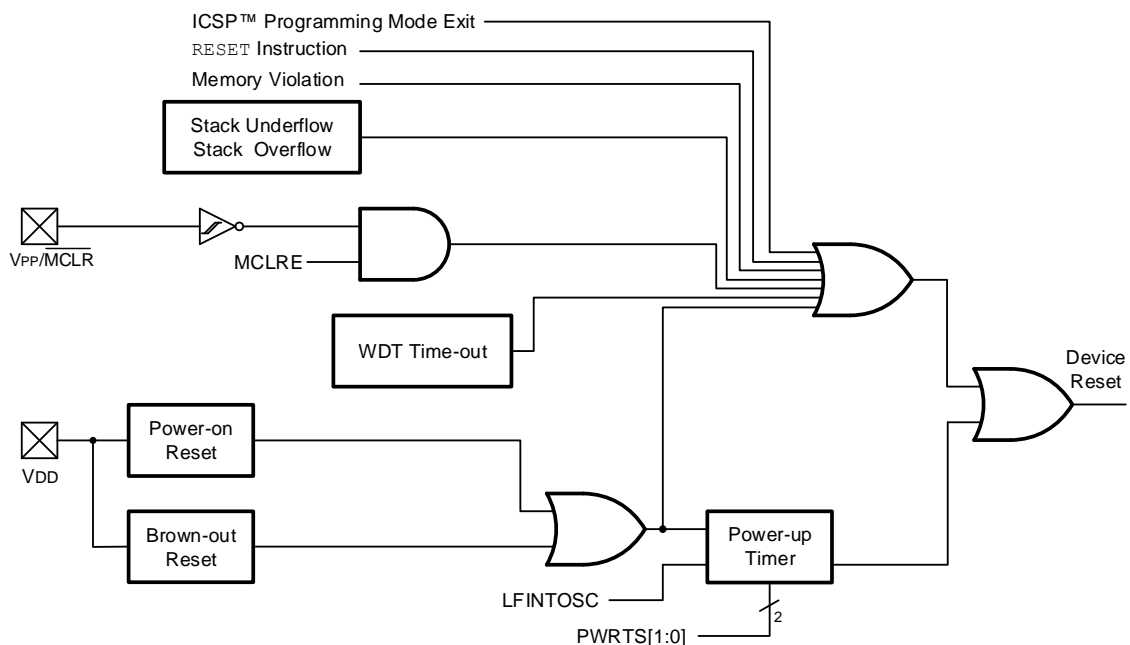 ICSP™ Programming Mode Exit
RESET Instruction
Memory Violation
Stack Underflow
Stack Overflow
VPP/MCLR
MCLRE
WDT Time-out
Device
Reset
VDD
Power-on
Reset
Brown-out
Reset
Power-up
Timer
LFINTOSC
2
PWRTS[1:0]